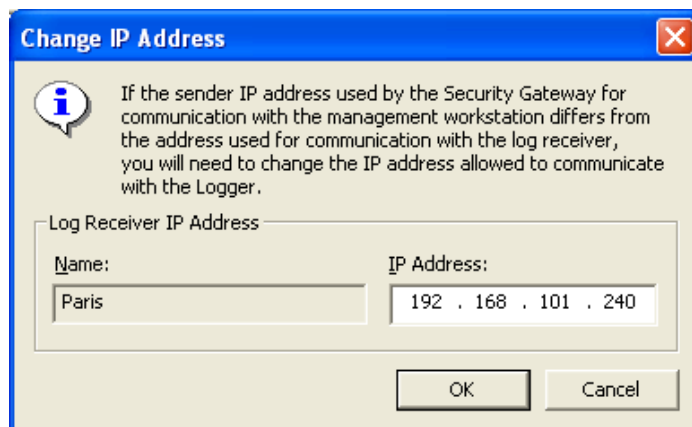 Change IP Address
If the sender IP address used by the Security Gateway for
communication with the management workstation differs from
the address used for communication with the log receiver,
you will need to change the IP address allowed to communicate
with the Logger.
Log Receiver IP Address
Name:
IP Address:
Paris
192 . 168 . 101 . 240
OK
Cancel